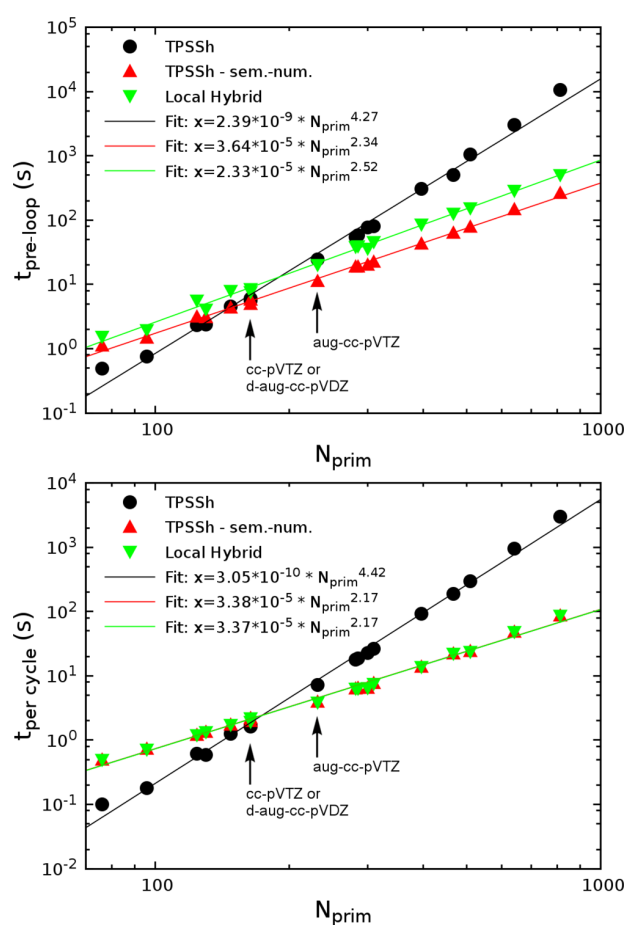 10^5
10^4
10^3
10^2
10^1
10^0
10^-1
t_pre-loop (s)
TPSSh
TPSSh - sem.-num.
Local Hybrid
Fit: x=2.39*10^-9 * N_prim^4.27
Fit: x=3.64*10^-5 * N_prim^2.34
Fit: x=2.33*10^-5 * N_prim^2.52
aug-cc-pVTZ
cc-pVTZ or
d-aug-cc-pVDZ
100 1000
N_prim
10^4
10^3
10^2
10^1
10^0
10^-1
10^-2
t_per cycle (s)
TPSSh
TPSSh - sem.-num.
Local Hybrid
Fit: x=3.05*10^-10 * N_prim^4.42
Fit: x=3.38*10^-5 * N_prim^2.17
Fit: x=3.37*10^-5 * N_prim^2.17
aug-cc-pVTZ
cc-pVTZ or
d-aug-cc-pVDZ
100 1000
N_prim